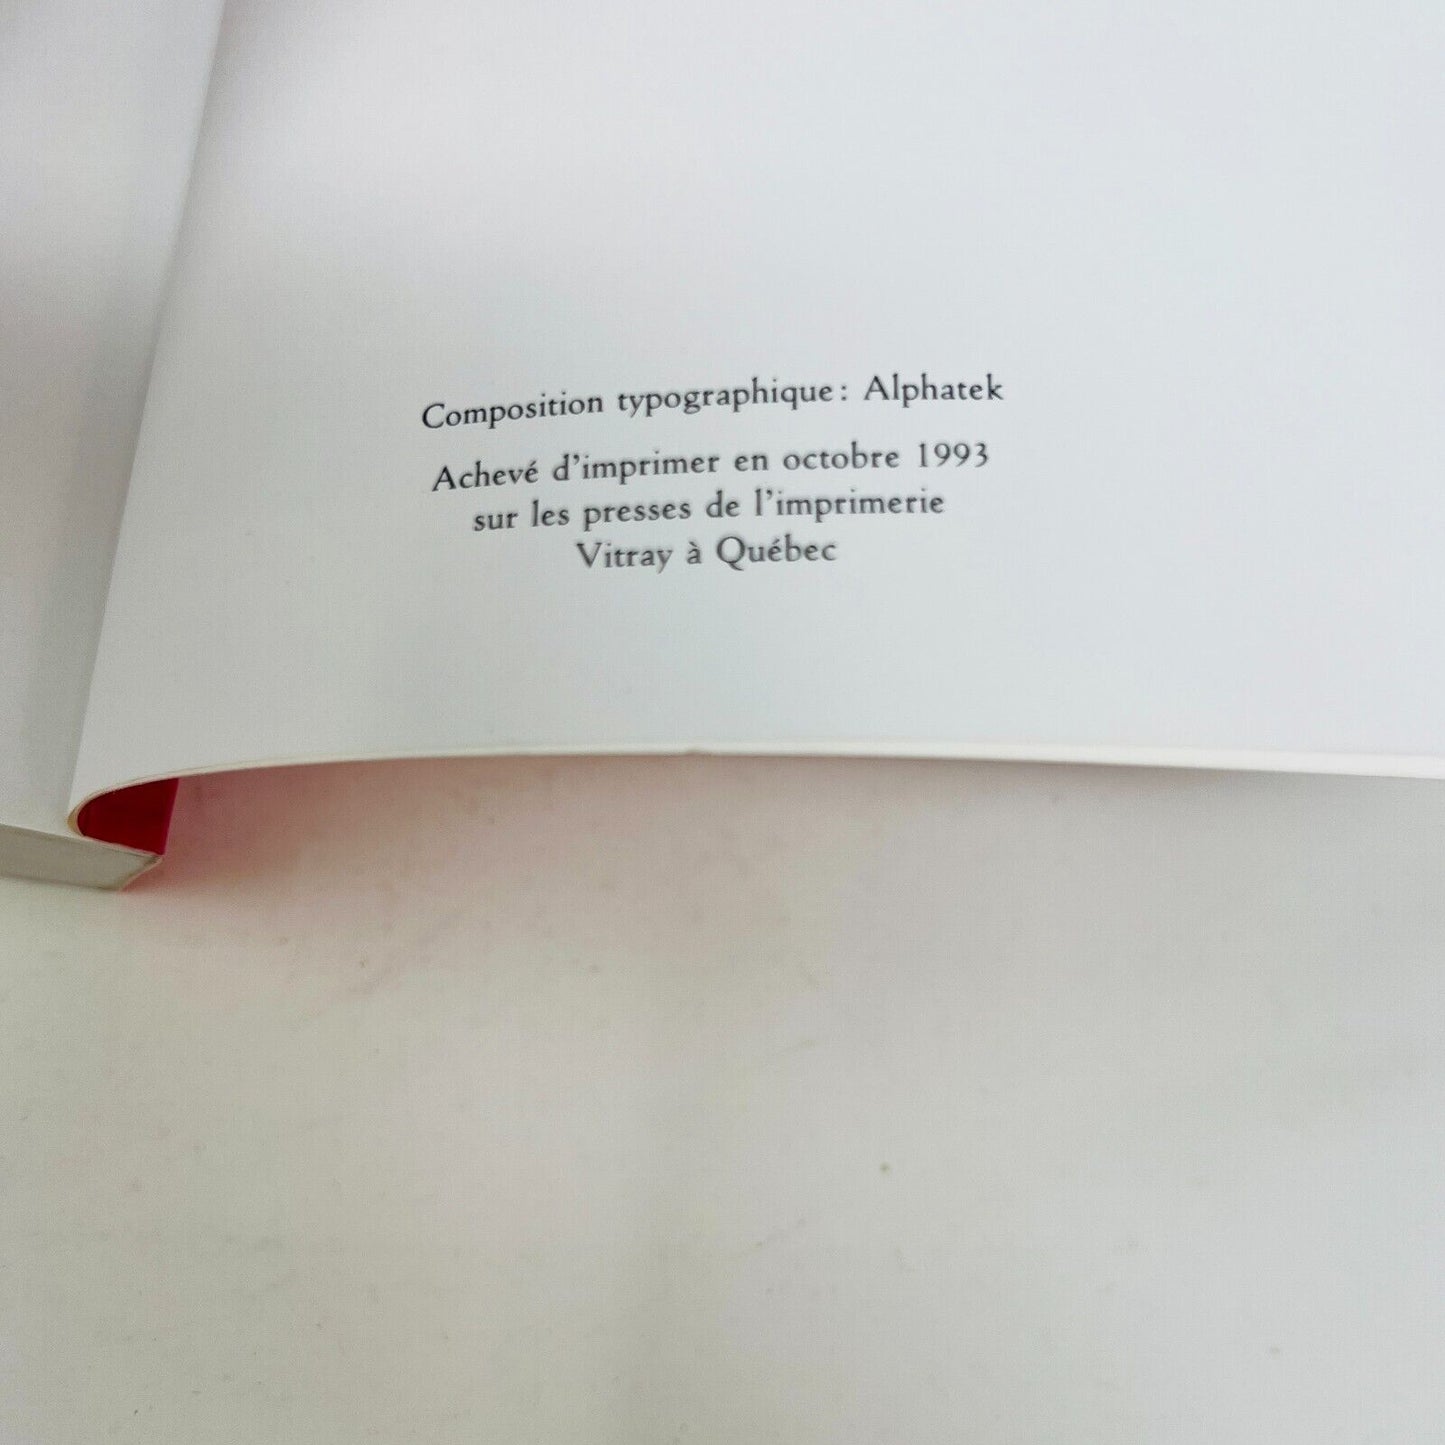 Composition typographique : Alphatek
Achevé d'imprimer en octobre 1993
sur les presses de l'imprimerie
Vitray à Québec